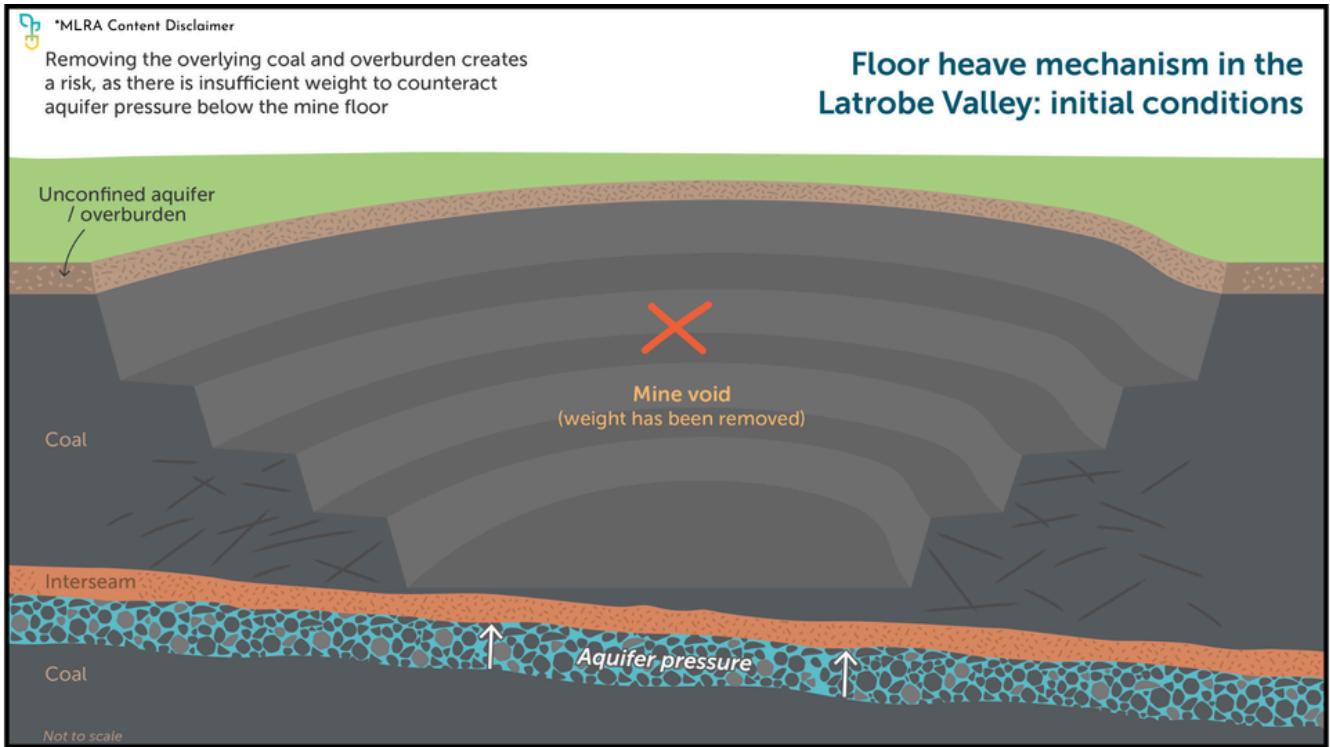 *MLRA Content Disclaimer
Removing the overlying coal and overburden creates
a risk, as there is insufficient weight to counteract
aquifer pressure below the mine floor
Floor heave mechanism in the
Latrobe Valley: initial conditions
Unconfined aquifer
/ overburden
Mine void
(weight has been removed)
Coal
Interseam
Aquifer pressure
Coal
Not to scale